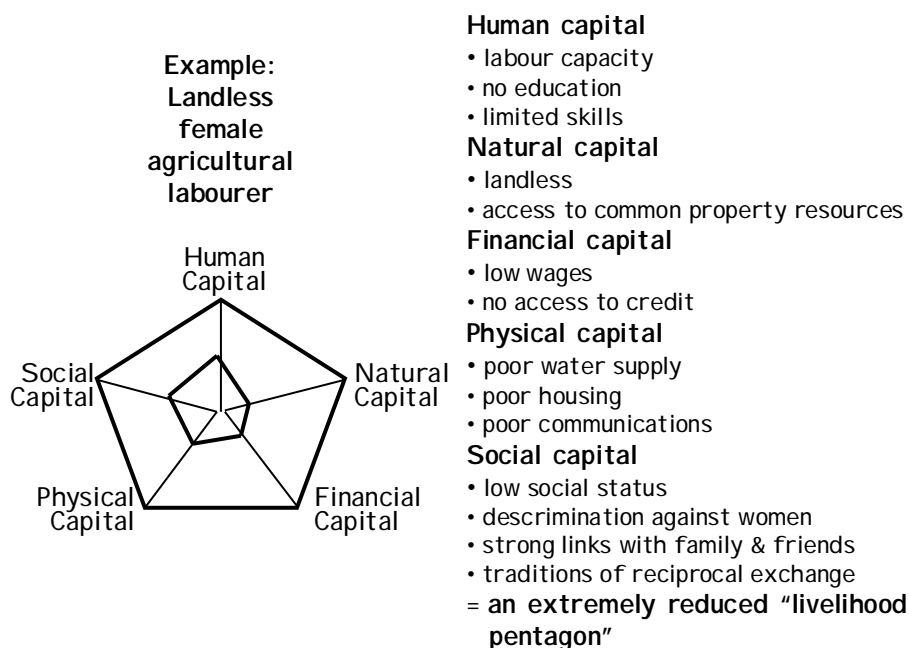 Example:
Landless
female
agricultural
labourer
Human
Capital
Social
Capital
Natural
Capital
Physical
Capital
Financial
Capital
Human capital
• labour capacity
• no education
• limited skills
Natural capital
• landless
• access to common property resources
Financial capital
• low wages
• no access to credit
Physical capital
• poor water supply
• poor housing
• poor communications
Social capital
• low social status
• descrimination against women
• strong links with family & friends
• traditions of reciprocal exchange
= an extremely reduced “livelihood
pentagon”